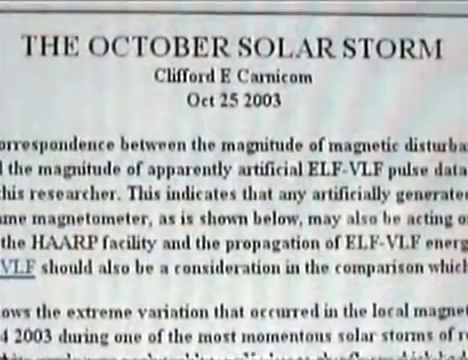 THE OCTOBER SOLAR STORM
Clifford E Carnicom
Oct 25 2003
orrespondence between the magnitude of magnetic disturba
the magnitude of apparently artificial ELF-VLF pulse data
this researcher. This indicates that any artificially generate
ame magnetometer, as is shown below, may also be acting o
the HAARP facility and the propagation of ELF-VLF energ
VLF should also be a consideration in the comparison which
ows the extreme variation that occurred in the local magne
4 2003 during one of the most momentous solar storms of r